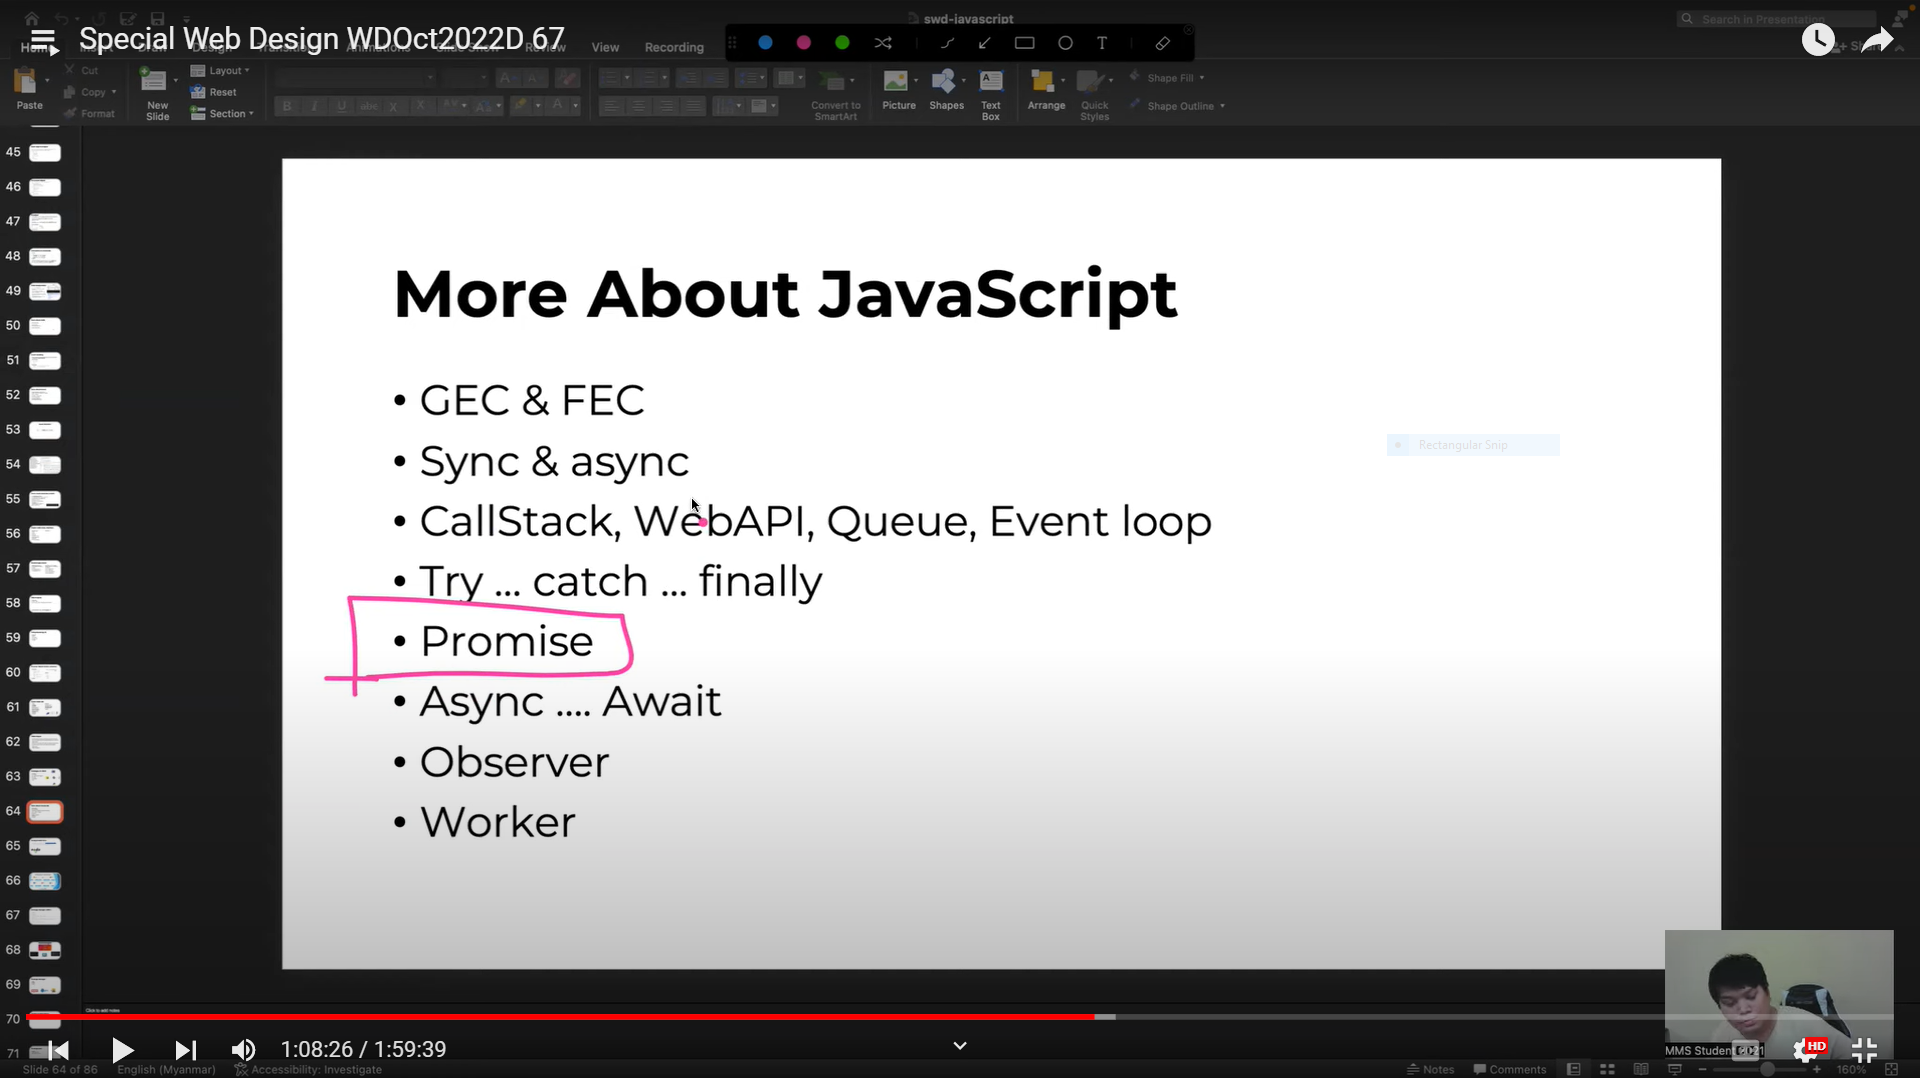 swd-javascript
Search in Presentation
Special Web Design WDOct2022D 67
View
Recording
Cut
Copy
Format
Paste
New Slide
Layout
Reset
Section
Convert to SmartArt
Picture
Shapes
Text Box
Arrange
Quick Styles
Shape Fill
Shape Outline
45
46
47
48
49
50
51
52
53
54
55
56
57
58
59
60
61
62
63
64
65
66
67
68
69
70
71
More About JavaScript
• GEC & FEC
• Sync & async
• CallStack, WebAPI, Queue, Event loop
• Try ... catch ... finally
• Promise
• Async .... Await
• Observer
• Worker
Rectangular Snip
Click to add notes
1:08:26 / 1:59:39
MMS Student 2021
HD
Slide 64 of 86
English (Myanmar)
Accessibility: Investigate
Notes
Comments
160%